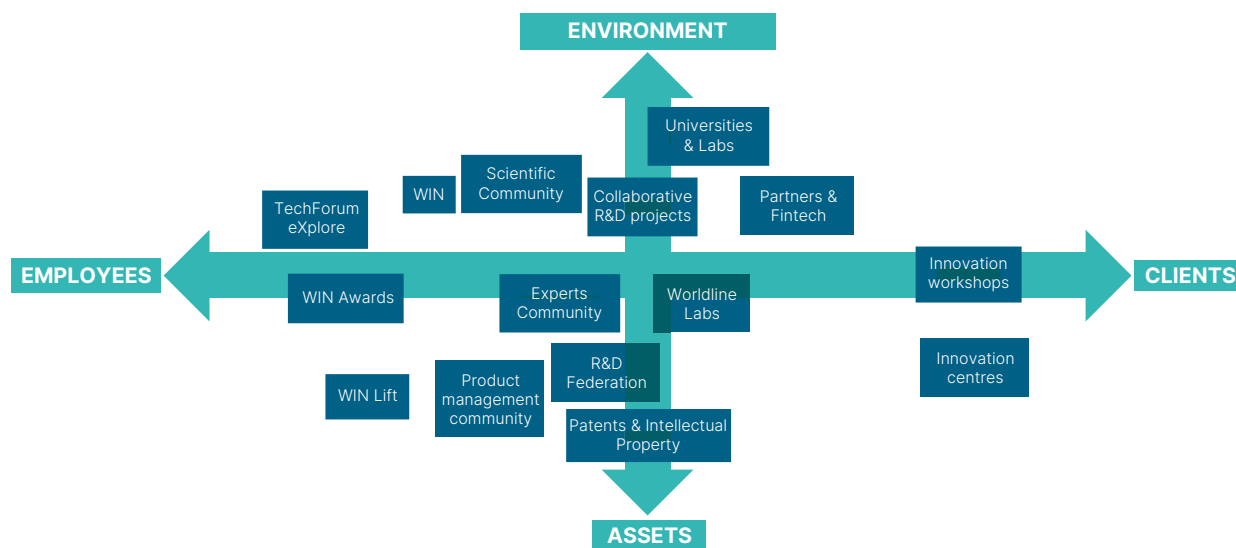 ENVIRONMENT
Universities
& Labs
Scientific
Community
WIN
Collaborative
R&D projects
Partners &
Fintech
TechForum
eXplore
EMPLOYEES
CLIENTS
Innovation
workshops
WIN Awards
Experts
Community
Worldline
Labs
R&D
Federation
Innovation
centres
WIN Lift
Product
management
community
Patents & Intellectual
Property
ASSETS